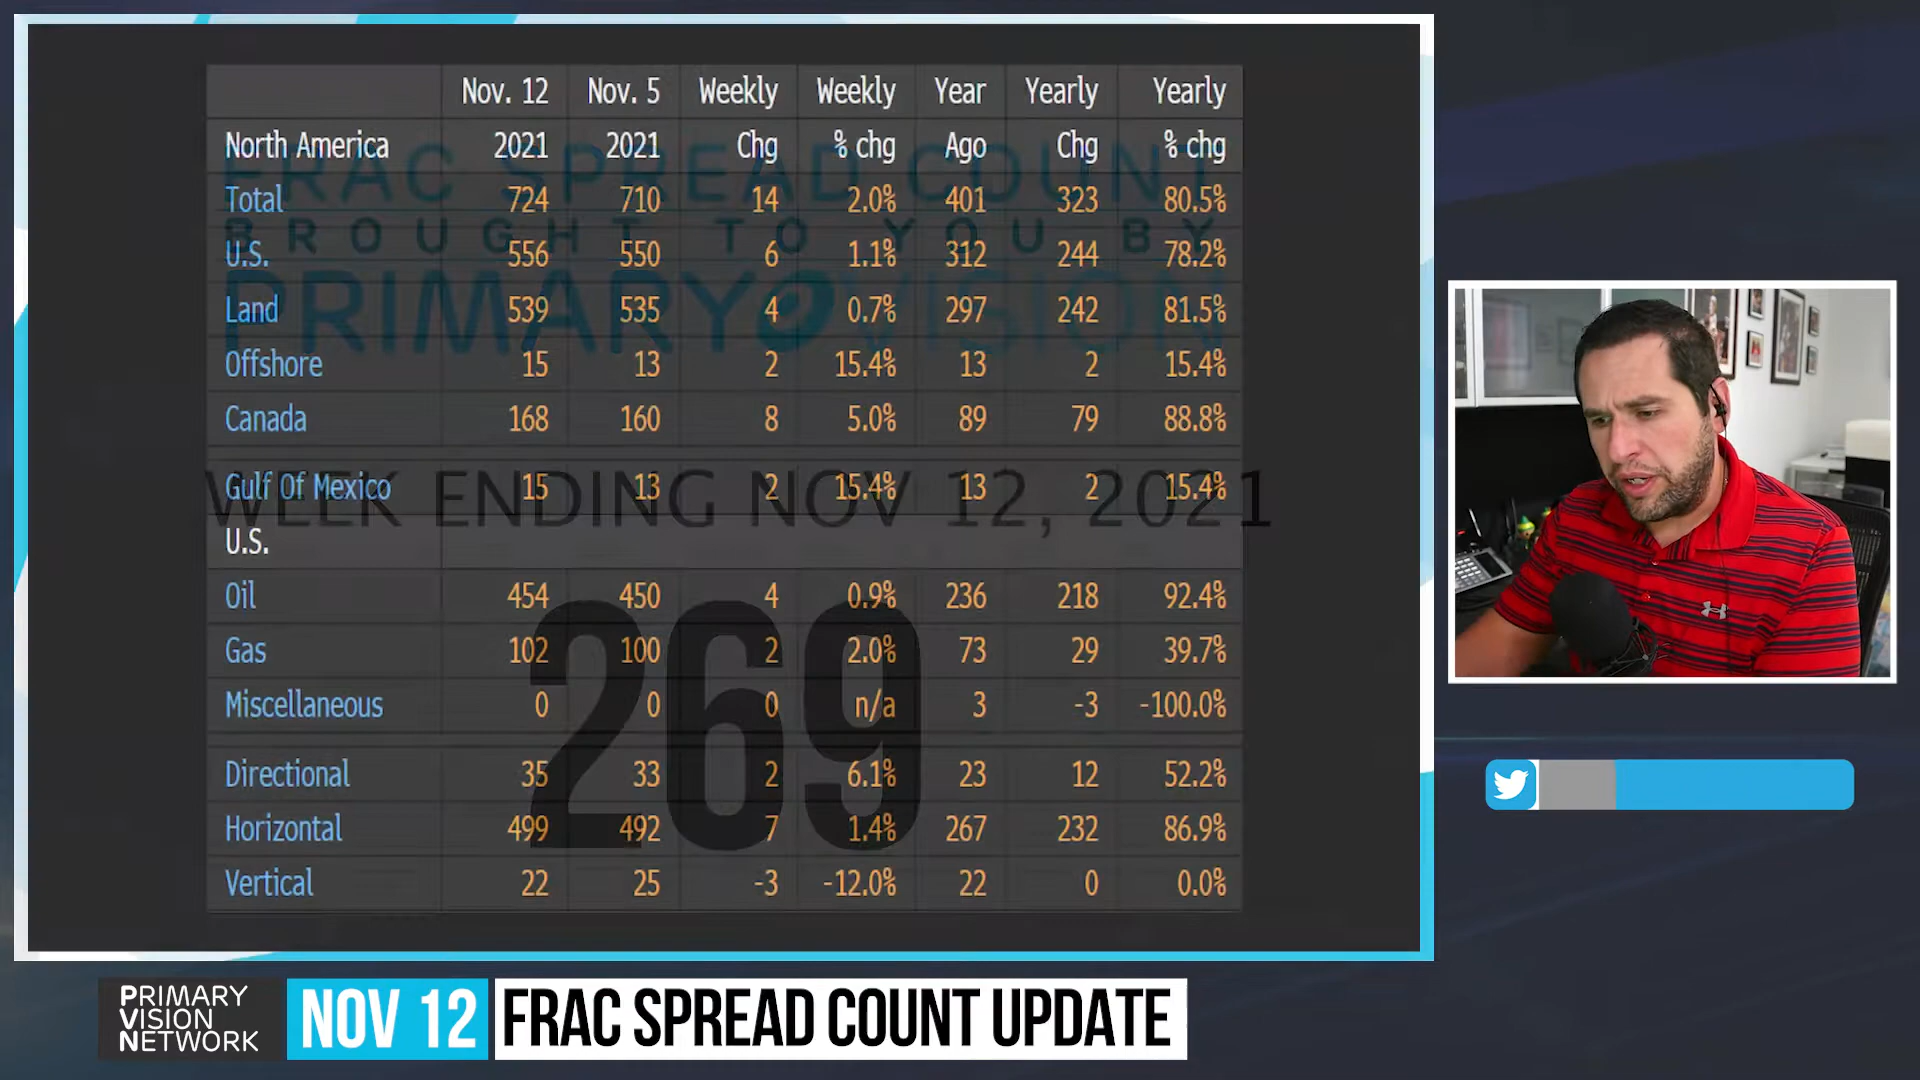 Nov. 12 Nov. 5 Weekly Weekly Year Yearly Yearly
North America 2021 2021 Chg % chg Ago Chg % chg
Total 724 710 14 2.0% 401 323 80.5%
U.S. 556 550 6 1.1% 312 244 78.2%
Land 539 535 4 0.7% 297 242 81.5%
Offshore 15 13 2 15.4% 13 2 15.4%
Canada 168 160 8 5.0% 89 79 88.8%
Gulf Of Mexico 15 13 2 15.4% 13 2 15.4%
U.S.
Oil 454 450 4 0.9% 236 218 92.4%
Gas 102 100 2 2.0% 73 29 39.7%
Miscellaneous 0 0 0 n/a 3 -3 -100.0%
Directional 35 33 2 6.1% 23 12 52.2%
Horizontal 499 492 7 1.4% 267 232 86.9%
Vertical 22 25 -3 -12.0% 22 0 0.0%
FRAC SPREAD COUNT
BROUGHT TO YOU BY
PRIMARY VISION
WEEK ENDING NOV 12, 2021
269
PRIMARY
VISION
NETWORK
NOV 12 FRAC SPREAD COUNT UPDATE